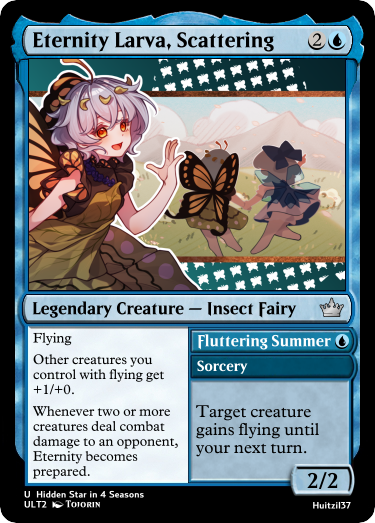 Eternity Larva, Scattering 2
Legendary Creature — Insect Fairy
Flying
Other creatures you
control with flying get
+1/+0.
Whenever two or more
creatures deal combat
damage to an opponent,
Eternity becomes
prepared.
Fluttering Summer
Sorcery
Target creature
gains flying until
your next turn.
2/2
U Hidden Star in 4 Seasons
ULT2 Toiorin
Huitzil37